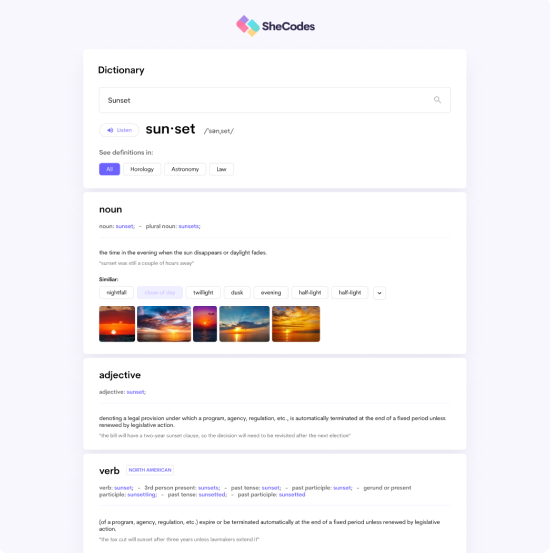 SheCodes
Dictionary
Sunset
Listen sun·set /ˈsənˌset/
See definitions in:
All Horology Astronomy Law
noun
noun: sunset; – plural noun: sunsets;
the time in the evening when the sun disappears or daylight fades.
"sunset was still a couple of hours away"
Similiar:
nightfall close of day twillight dusk evening half-light half-light
adjective
adjective: sunset;
denoting a legal provision under which a program, agency, regulation, etc., is automatically terminated at the end of a fixed period unless
renewed by legislative action.
"the bill will have a two-year sunset clause, so the decision will need to be revisited after the next election"
verb NORTH AMERICAN
verb: sunset; – 3rd person present: sunsets; – past tense: sunset; – past participle: sunset; – gerund or present
participle: sunsetting; – past tense: sunsetted; – past participle: sunsetted
(of a program, agency, regulation, etc.) expire or be terminated automatically at the end of a fixed period unless renewed by legislative
action.
"the tax cut will sunset after three years unless lawmakers extend it"